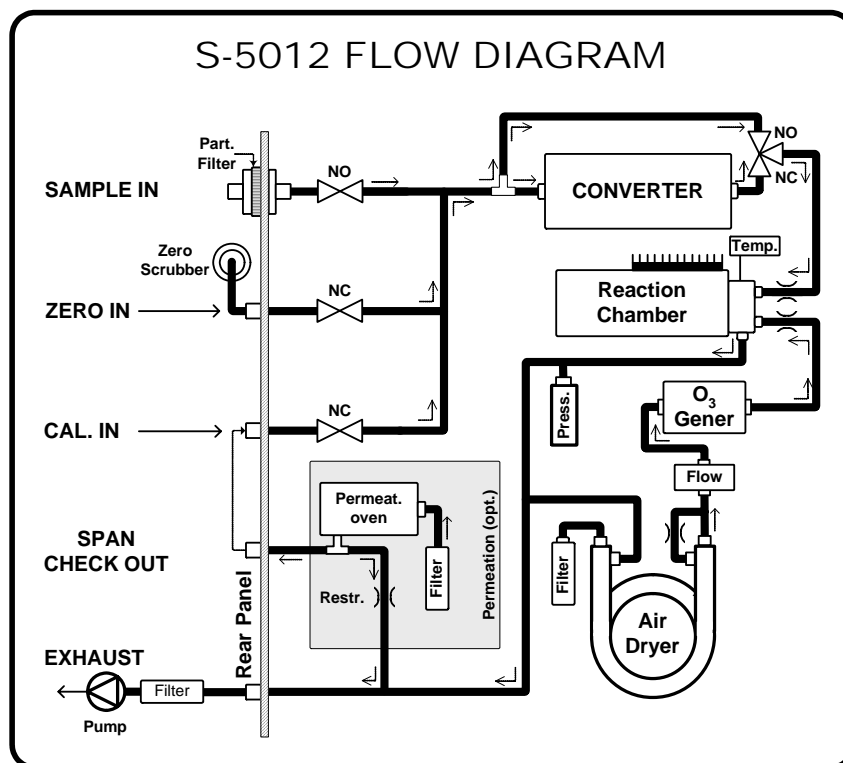 S-5012 FLOW DIAGRAM
Part.
Filter
SAMPLE IN
NO
CONVERTER
NO
NC
Zero
Scrubber
Temp.
ZERO IN
NC
Reaction
Chamber
CAL. IN
NC
Press.
O3
Gener
Flow
Permeat.
oven
Filter
Permeation (opt.)
SPAN
CHECK OUT
Restr.
Filter
Air
Dryer
Rear Panel
EXHAUST
Filter
Pump